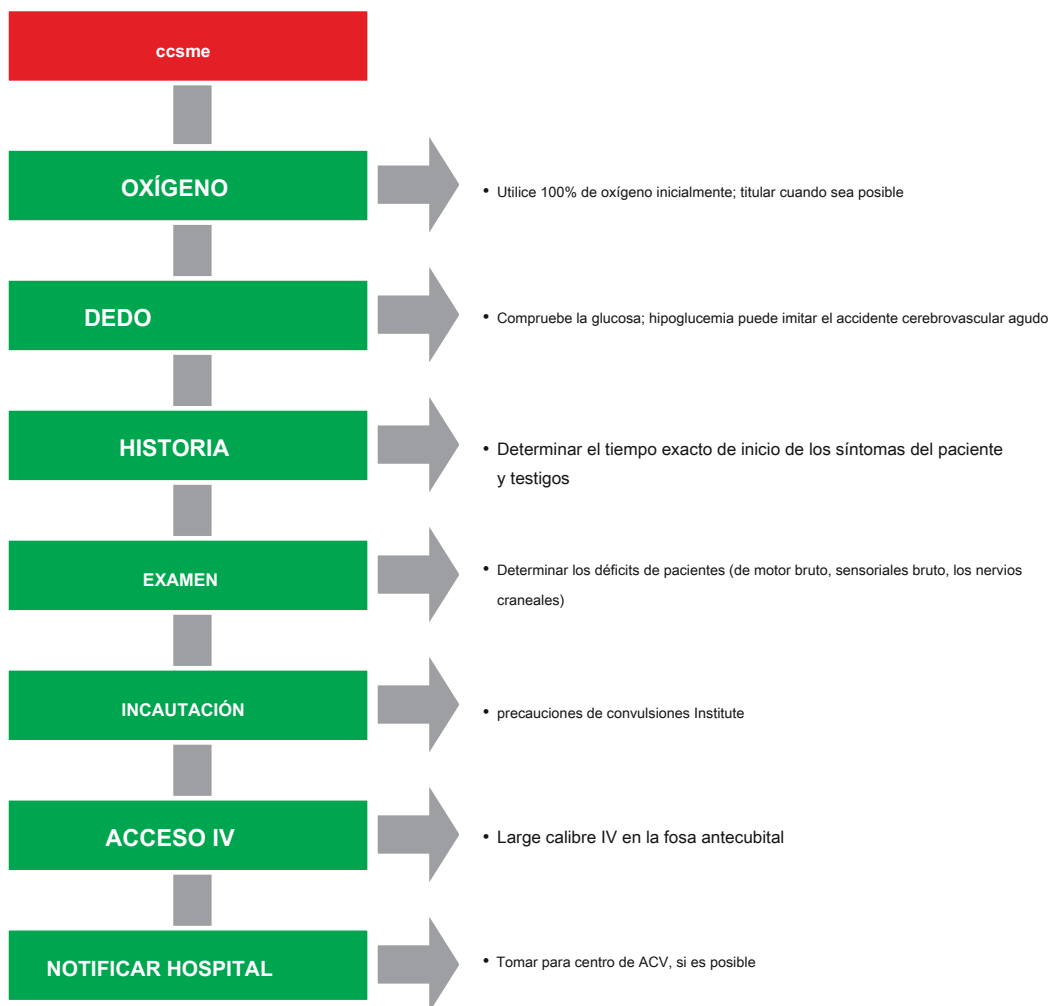 ccsme
OXÍGENO
• Utilice 100% de oxígeno inicialmente; titular cuando sea posible
DEDO
• Compruebe la glucosa; hipoglucemia puede imitar el accidente cerebrovascular agudo
HISTORIA
• Determinar el tiempo exacto de inicio de los síntomas del paciente
y testigos
EXAMEN
• Determinar los déficits de pacientes (de motor bruto, sensoriales bruto, los nervios
craneales)
INCAUTACIÓN
• precauciones de convulsiones Institute
ACCESO IV
• Large calibre IV en la fosa antecubital
NOTIFICAR HOSPITAL
• Tomar para centro de ACV, si es posible